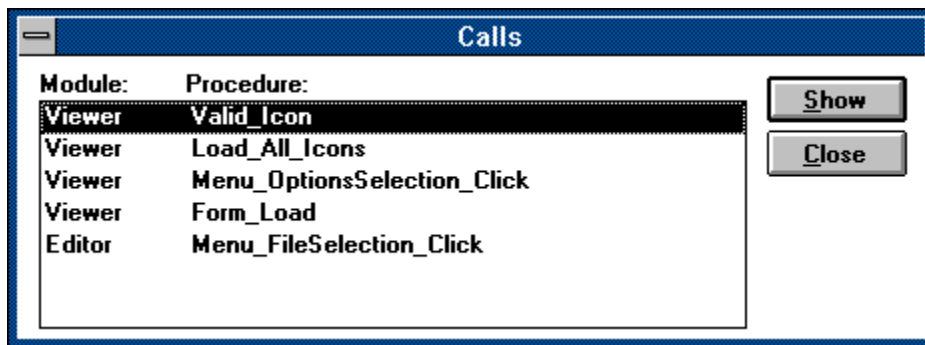 Calls
Module: Procedure:
Viewer Valid_Icon
Viewer Load_All_Icons
Viewer Menu_OptionsSelection_Click
Viewer Form_Load
Editor Menu_FileSelection_Click
Show
Close